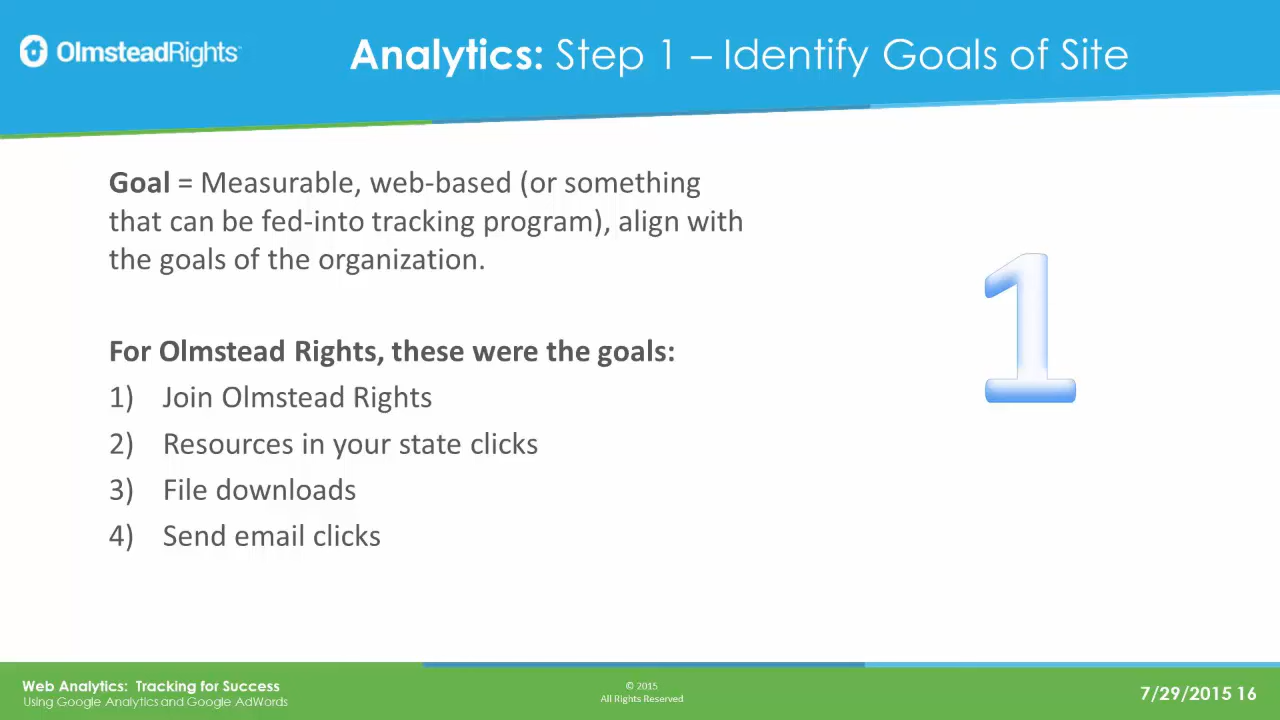 OlmsteadRights
Analytics: Step 1 – Identify Goals of Site
Goal = Measurable, web-based (or something
that can be fed-into tracking program), align with
the goals of the organization.
For Olmstead Rights, these were the goals:
1) Join Olmstead Rights
2) Resources in your state clicks
3) File downloads
4) Send email clicks
1
Web Analytics: Tracking for Success
Using Google Analytics and Google AdWords
© 2015
All Rights Reserved
7/29/2015 16